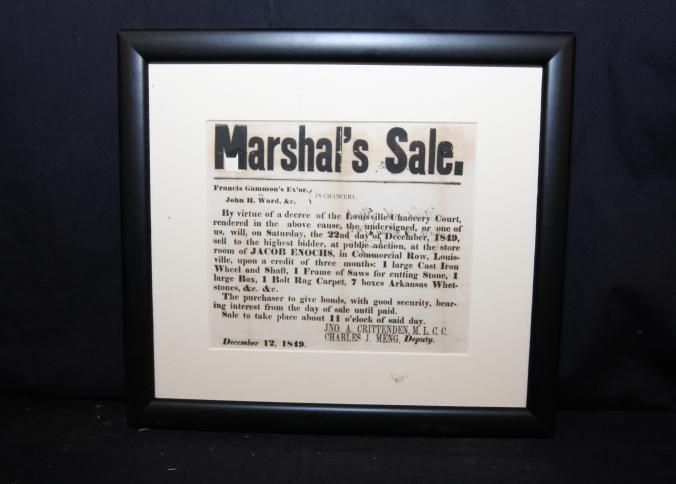 Marshal's Sale.
Francis Gammon's Ex'or.
vs.
John H. Ward, &c.
IN CHANCERY.
By virtue of a decree of the Louisville Chancery Court,
rendered in the above cause, the undersigned, or one of
us, will, on Saturday, the 22nd day of December, 1849,
sell to the highest bidder, at public auction, at the store
room of JACOB ENOCHS, in Commercial Row, Louis-
ville, upon a credit of three months: 1 large Cast Iron
Wheel and Shaft, 1 Frame of Saws for cutting Stone, 1
large Box, 1 Bolt Rag Carpet, 7 boxes Arkansas Whet-
stones, &c. &c.
The purchaser to give bonds, with good security, bear-
ing interest from the day of sale until paid.
Sale to take place about 11 o'clock of said day.
JNO. A. CRITTENDEN, M. L. C. C.
CHARLES J. MENG, Deputy.
December 12, 1849.